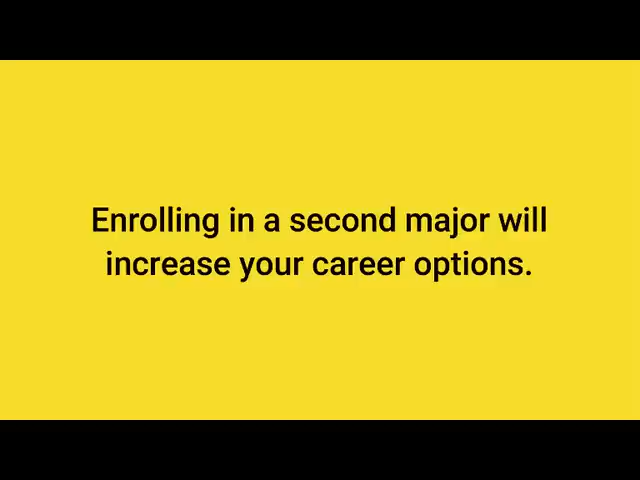 Enrolling in a second major will
increase your career options.